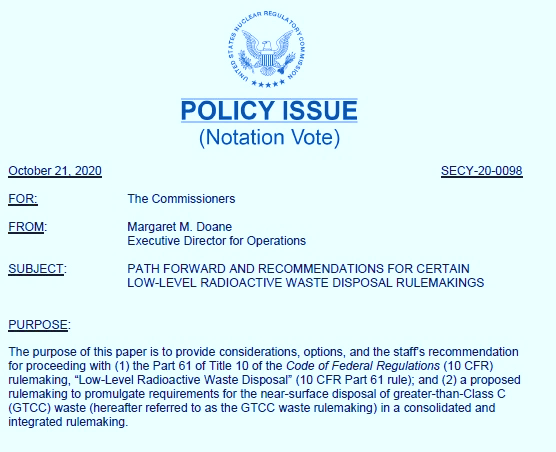 UNITED STATES NUCLEAR REGULATORY COMMISSION
POLICY ISSUE
(Notation Vote)
October 21, 2020 SECY-20-0098
FOR: The Commissioners
FROM: Margaret M. Doane
Executive Director for Operations
SUBJECT: PATH FORWARD AND RECOMMENDATIONS FOR CERTAIN
LOW-LEVEL RADIOACTIVE WASTE DISPOSAL RULEMAKINGS
PURPOSE:
The purpose of this paper is to provide considerations, options, and the staff's recommendation
for proceeding with (1) the Part 61 of Title 10 of the Code of Federal Regulations (10 CFR)
rulemaking, “Low-Level Radioactive Waste Disposal” (10 CFR Part 61 rule); and (2) a proposed
rulemaking to promulgate requirements for the near-surface disposal of greater-than-Class C
(GTCC) waste (hereafter referred to as the GTCC waste rulemaking) in a consolidated and
integrated rulemaking.